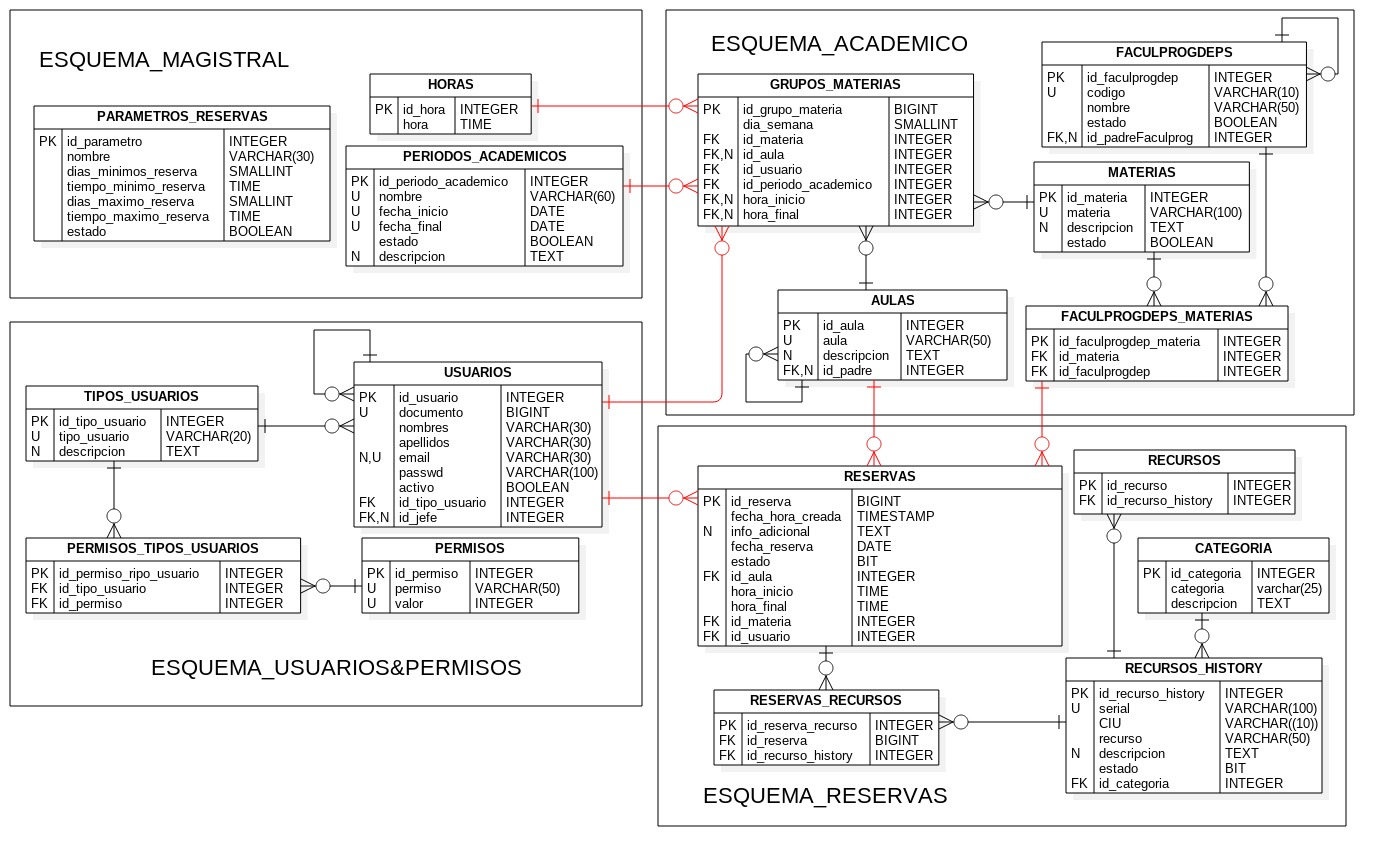 ESQUEMA_MAGISTRAL
PARAMETROS_RESERVAS
PK id_parametro INTEGER
nombre VARCHAR(30)
dias_minimos_reserva SMALLINT
tiempo_minimo_reserva TIME
dias_maximo_reserva SMALLINT
tiempo_maximo_reserva TIME
estado BOOLEAN
HORAS
PK id_hora INTEGER
hora TIME
PERIODOS_ACADEMICOS
PK id_periodo_academico INTEGER
U nombre VARCHAR(60)
U fecha_inicio DATE
U fecha_final DATE
estado BOOLEAN
N descripcion TEXT
ESQUEMA_ACADEMICO
GRUPOS_MATERIAS
PK id_grupo_materia BIGINT
dia_semana SMALLINT
FK id_materia INTEGER
FK,N id_aula INTEGER
FK id_usuario INTEGER
FK id_periodo_academico INTEGER
FK,N hora_inicio INTEGER
FK,N hora_final INTEGER
FACULPROGDEPS
PK id_faculprogdep INTEGER
U codigo VARCHAR(10)
nombre VARCHAR(50)
estado BOOLEAN
FK,N id_padreFaculprog INTEGER
MATERIAS
PK id_materia INTEGER
U materia VARCHAR(100)
N descripcion TEXT
estado BOOLEAN
AULAS
PK id_aula INTEGER
U aula VARCHAR(50)
N descripcion TEXT
FK,N id_padre INTEGER
FACULPROGDEPS_MATERIAS
PK id_faculprogdep_materia INTEGER
FK id_materia INTEGER
FK id_faculprogdep INTEGER
TIPOS_USUARIOS
PK id_tipo_usuario INTEGER
U tipo_usuario VARCHAR(20)
N descripcion TEXT
USUARIOS
PK id_usuario INTEGER
U documento BIGINT
nombres VARCHAR(30)
apellidos VARCHAR(30)
N,U email VARCHAR(30)
passwd VARCHAR(100)
activo BOOLEAN
FK id_tipo_usuario INTEGER
FK,N id_jefe INTEGER
PERMISOS_TIPOS_USUARIOS
PK id_permiso_ripo_usuario INTEGER
FK id_tipo_usuario INTEGER
FK id_permiso INTEGER
PERMISOS
PK id_permiso INTEGER
U permiso VARCHAR(50)
U valor INTEGER
ESQUEMA_USUARIOS&PERMISOS
RESERVAS
PK id_reserva BIGINT
fecha_hora_creada TIMESTAMP
N info_adicional TEXT
fecha_reserva DATE
estado BIT
FK id_aula INTEGER
hora_inicio TIME
hora_final TIME
FK id_materia INTEGER
FK id_usuario INTEGER
RECURSOS
PK id_recurso INTEGER
FK id_recurso_history INTEGER
CATEGORIA
PK id_categoria INTEGER
categoria varchar(25)
descripcion TEXT
RESERVAS_RECURSOS
PK id_reserva_recurso INTEGER
FK id_reserva BIGINT
FK id_recurso_history INTEGER
RECURSOS_HISTORY
PK id_recurso_history INTEGER
U serial VARCHAR(100)
CIU VARCHAR((10))
recurso VARCHAR(50)
N descripcion TEXT
estado BIT
FK id_categoria INTEGER
ESQUEMA_RESERVAS